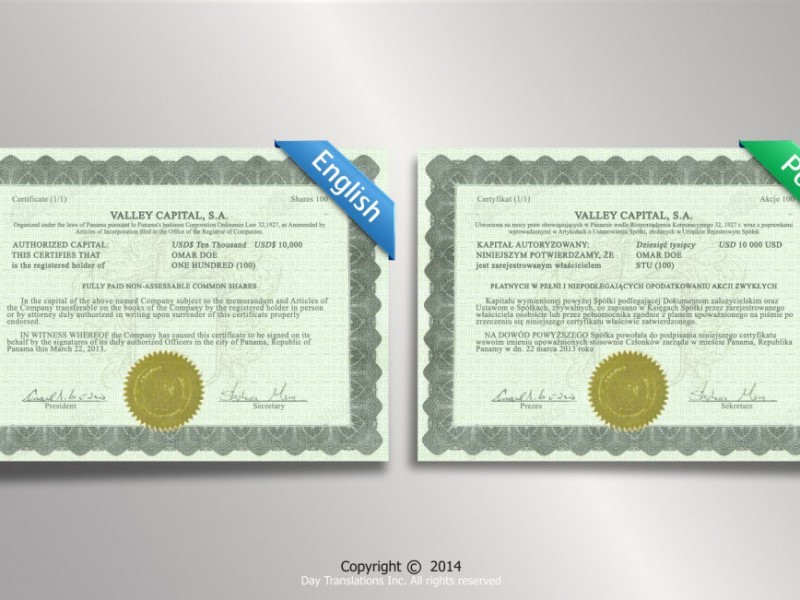 English
Certificate (1/1)
Shares 100
VALLEY CAPITAL, S.A.
Organized under the laws of Panama pursuant to Panama's business Corporation Ordinance Law 32,1927, as Ammended by
Articles of Incorporation filed in the Office of the Registrar of Companies.
AUTHORIZED CAPITAL: USD$ Ten Thousand USD$ 10,000
THIS CERTIFIES THAT OMAR DOE
is the registered holder of ONE HUNDRED (100)
FULLY PAID NON-ASSESSABLE COMMON SHARES
In the capital of the above named Company subject to the memorandum and Articles
of the Company transferable on the books of the Company by the registered holder in person
or by attorney duly authorized in writing upon surrender of this certificate properly
endorsed.
IN WITNESS WHEREOF the Company has caused this certificate to be signed on its
behalf by the signatures of its duly authorized Officers in the city of Panama, Republic of
Panama this March 22, 2013.
President
Secretary
Certyfikat (1/1)
Akcje 100
VALLEY CAPITAL, S.A.
Utworzona na mocy praw obowiązujących w Panamie wedle Rozporządzenia Korporacyjnego 32, 1927 r. wraz z poprawkami
wprowadzonymi w Artykułach o Ustanowieniu Spółki, złożonych w Urzędzie Rejestrowym Spółek
KAPITAŁ AUTORYZOWANY: Dziesięć tysięcy USD 10 000 USD
NINIEJSZYM POTWIERDZAMY, ŻE OMAR DOE
jest zarejestrowanym właścicielem STU (100)
PŁATNYCH W PEŁNI I NIEPODLEGAJĄCYCH OPODATKOWANIU AKCJI ZWYKŁYCH
Kapitału wymienionej powyżej Spółki podlegającej Dokumentom założycielskim oraz
Ustawom o Spółkach, zbywalnych, co zapisano w Księgach Spółki przez zarejestrowanego
właściciela osobiście lub przez pełnomocnika zgodnie z planem upoważnionego na piśmie po
zrzeczeniu się niniejszego certyfikatu właściwie zatwierdzonego.
NA DOWÓD POWYŻSZEGO Spółka powołała do podpisania niniejszego certyfikatu
w swoim imieniu upoważnionych stosownie Członków zarządu w mieście Panama, Republika
Panamy w dn. 22 marca 2013 roku
Prezes
Sekretarz
Copyright © 2014
Day Translations Inc. All rights reserved